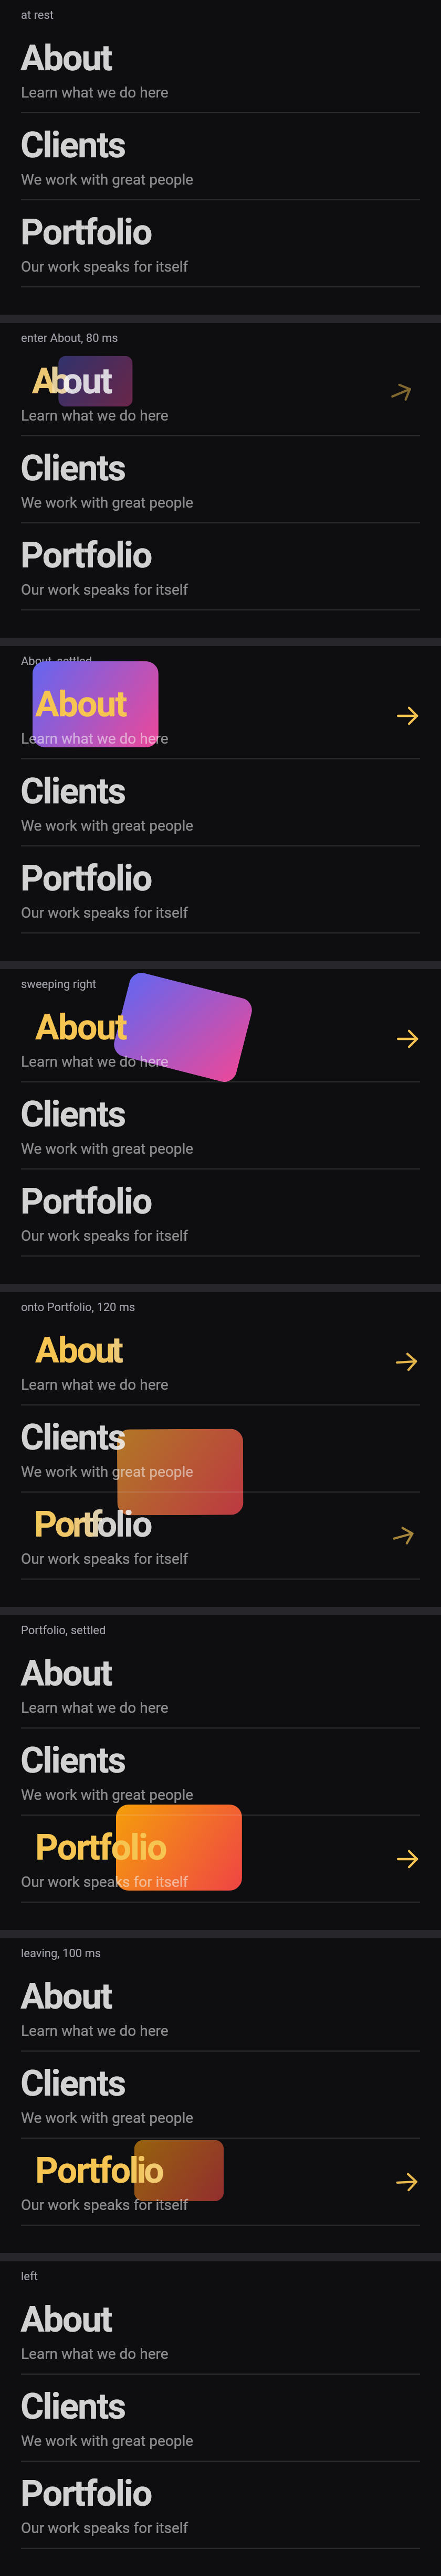 at rest
About
Learn what we do here
Clients
We work with great people
Portfolio
Our work speaks for itself
enter About, 80 ms
About
Learn what we do here
Clients
We work with great people
Portfolio
Our work speaks for itself
About, settled
About
Learn what we do here
Clients
We work with great people
Portfolio
Our work speaks for itself
sweeping right
About
Learn what we do here
Clients
We work with great people
Portfolio
Our work speaks for itself
onto Portfolio, 120 ms
About
Learn what we do here
Clients
We work with great people
Portfolio
Our work speaks for itself
Portfolio, settled
About
Learn what we do here
Clients
We work with great people
Portfolio
Our work speaks for itself
leaving, 100 ms
About
Learn what we do here
Clients
We work with great people
Portfolio
Our work speaks for itself
left
About
Learn what we do here
Clients
We work with great people
Portfolio
Our work speaks for itself